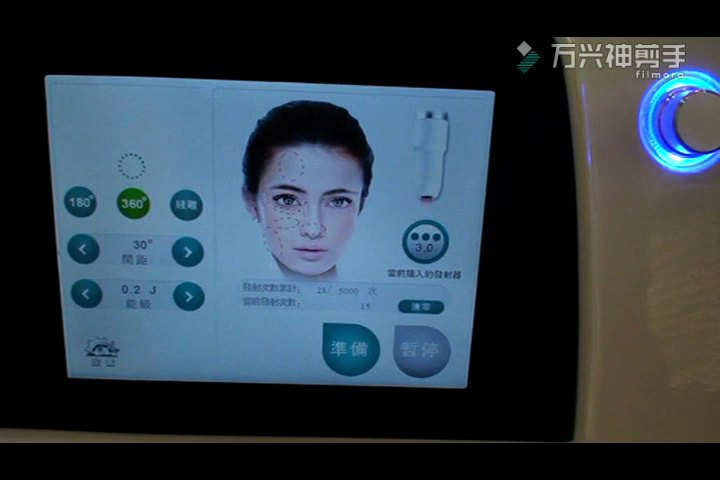 万兴神剪手
filmora
180°
360°
3.0
當前插入的發射器
30°
間距
0.2 J
能級
發射次數累計: 28/ 5000 次
當前發射次數: 15
清零
準備
暫停